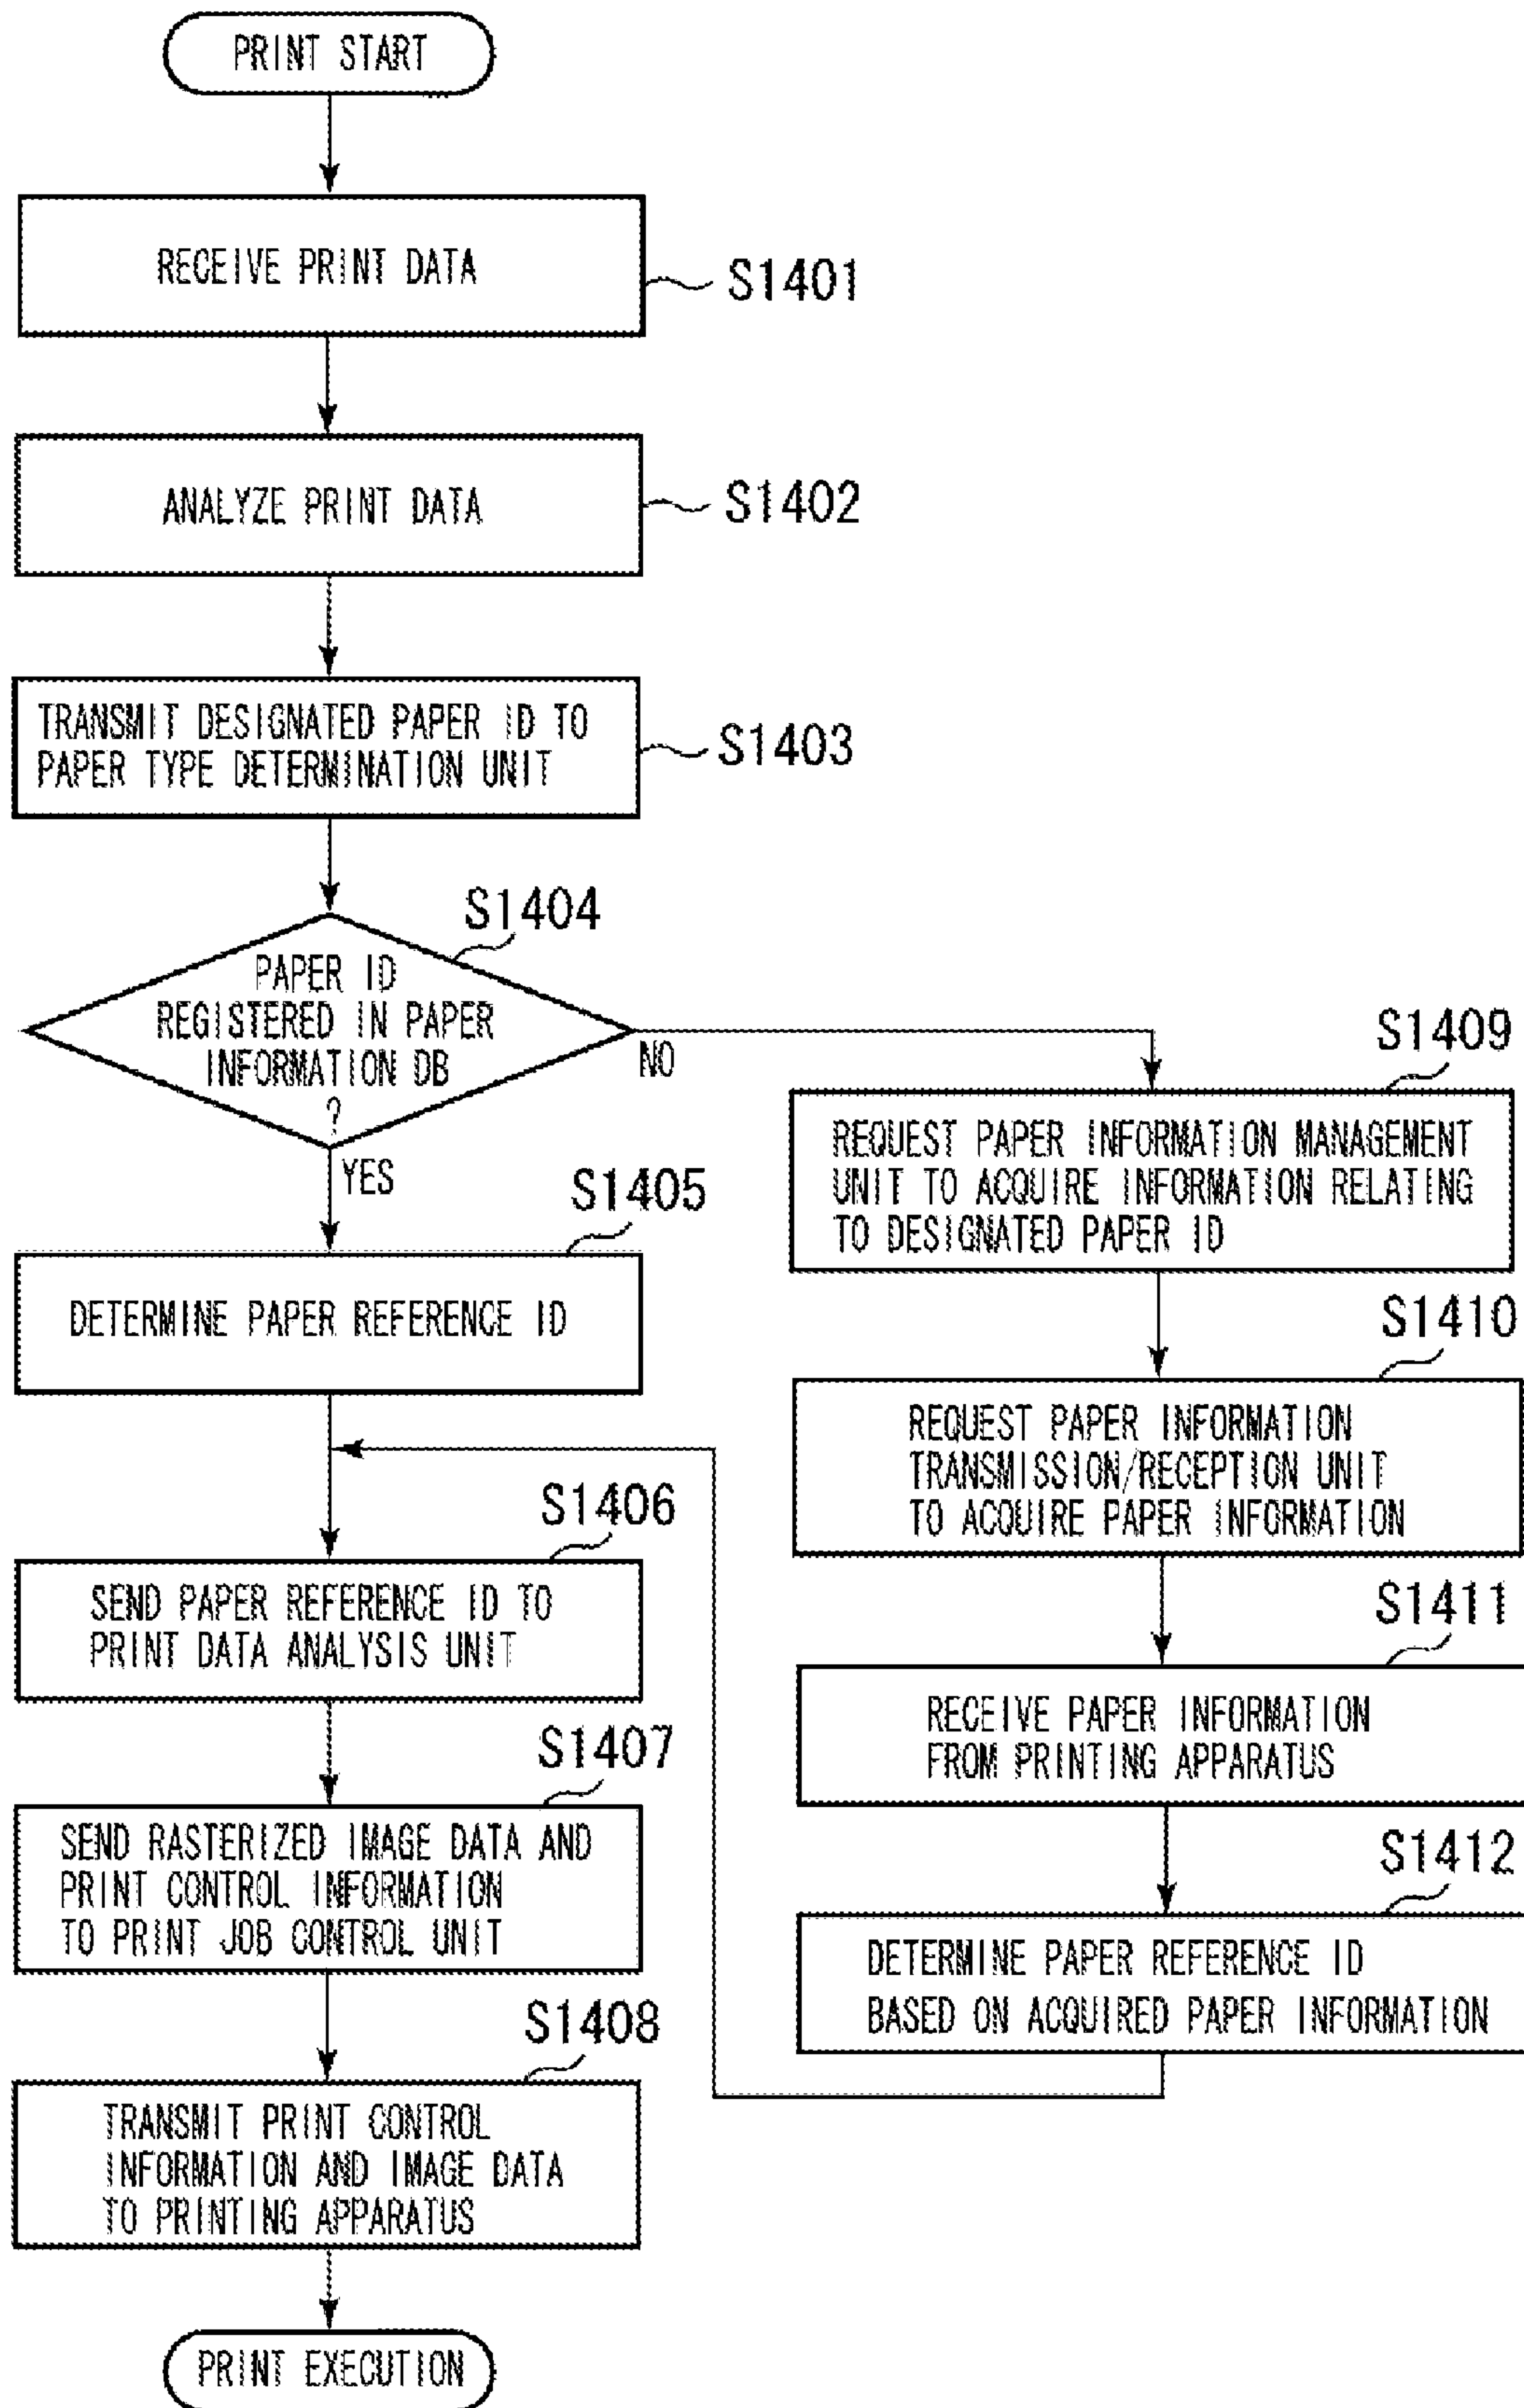 PRINT START
RECEIVE PRINT DATA
S1401
ANALYZE PRINT DATA
S1402
TRANSMIT DESIGNATED PAPER ID TO
PAPER TYPE DETERMINATION UNIT
S1403
S1404
PAPER ID
REGISTERED IN PAPER
INFORMATION DB
?
NO
YES
S1405
DETERMINE PAPER REFERENCE ID
S1406
SEND PAPER REFERENCE ID TO
PRINT DATA ANALYSIS UNIT
S1407
SEND RASTERIZED IMAGE DATA AND
PRINT CONTROL INFORMATION
TO PRINT JOB CONTROL UNIT
S1408
TRANSMIT PRINT CONTROL
INFORMATION AND IMAGE DATA
TO PRINTING APPARATUS
PRINT EXECUTION
S1409
REQUEST PAPER INFORMATION MANAGEMENT
UNIT TO ACQUIRE INFORMATION RELATING
TO DESIGNATED PAPER ID
S1410
REQUEST PAPER INFORMATION
TRANSMISSION/RECEPTION UNIT
TO ACQUIRE PAPER INFORMATION
S1411
RECEIVE PAPER INFORMATION
FROM PRINTING APPARATUS
S1412
DETERMINE PAPER REFERENCE ID
BASED ON ACQUIRED PAPER INFORMATION